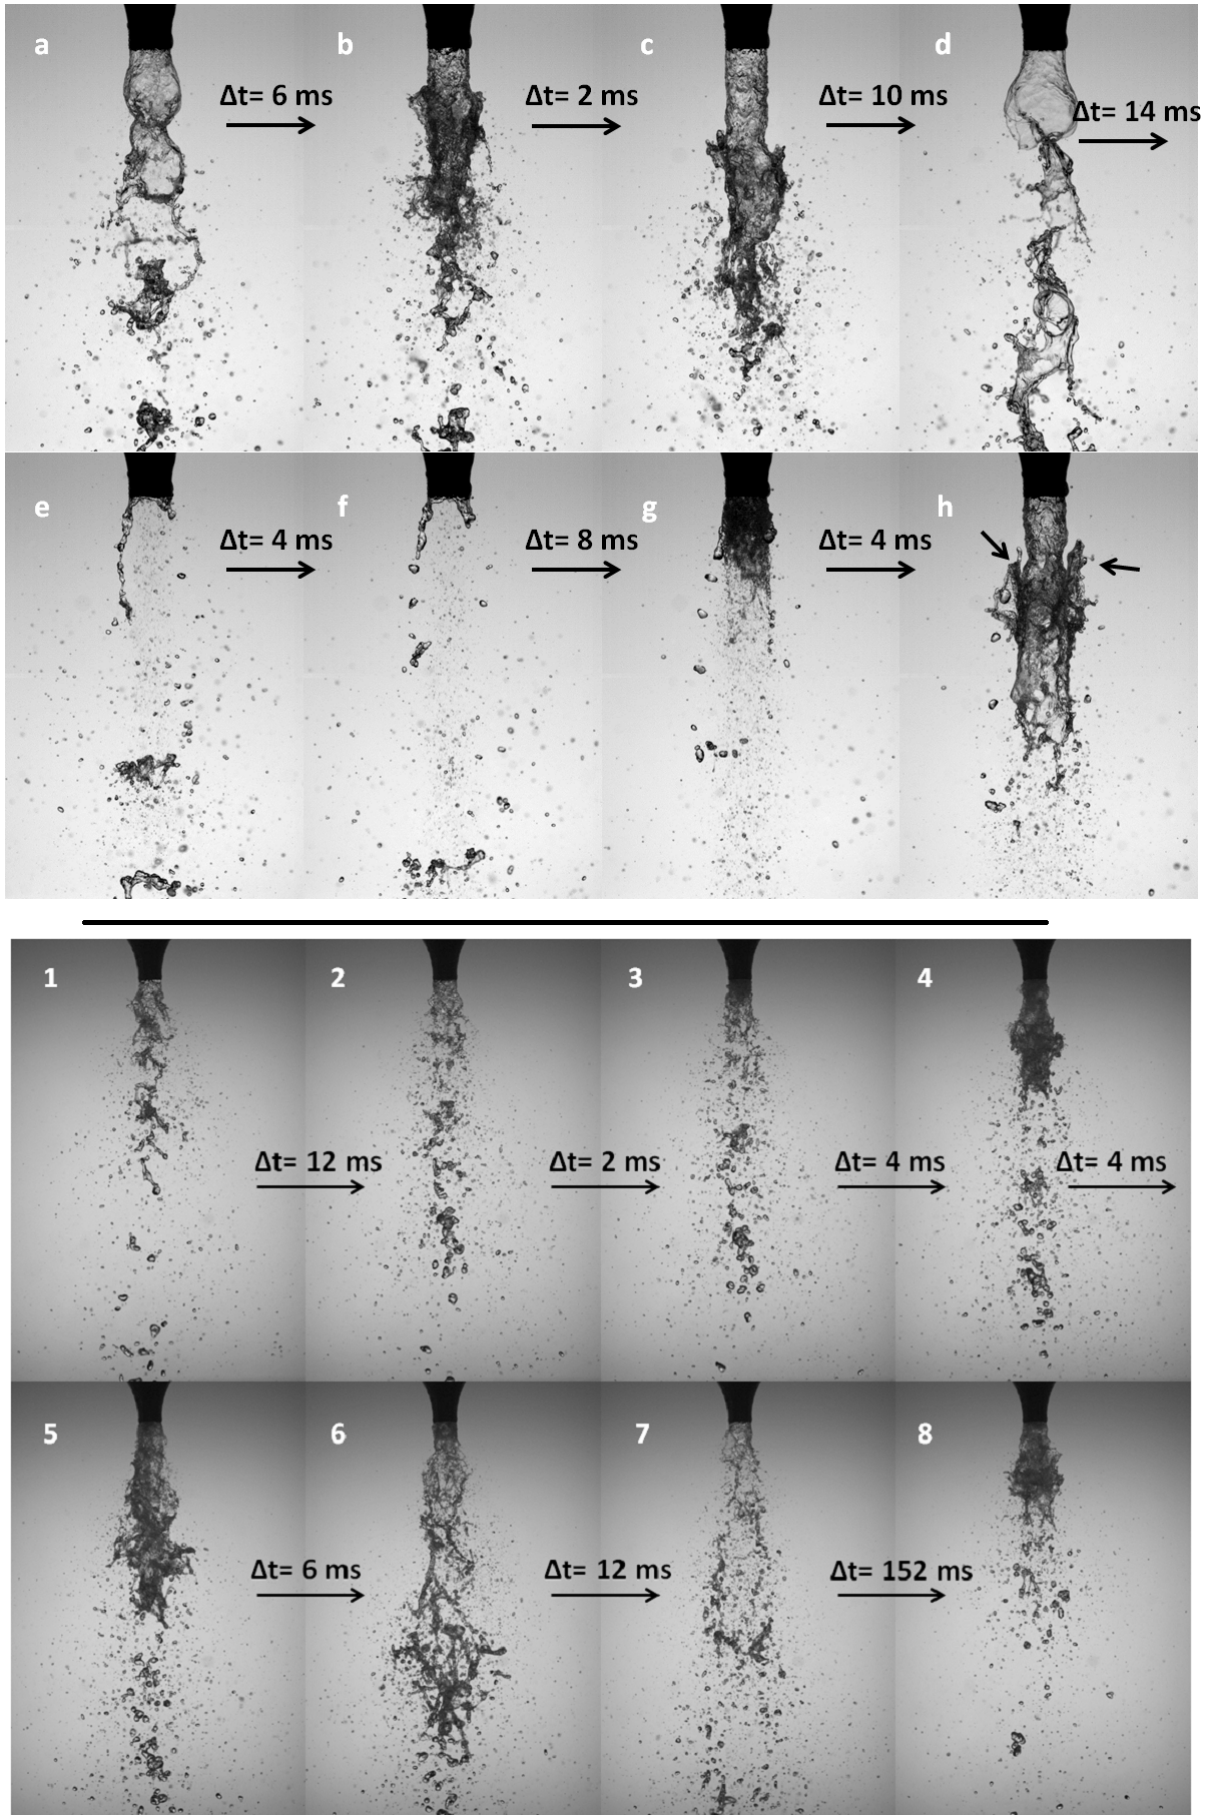 a b c d
Δt= 6 ms Δt= 2 ms Δt= 10 ms Δt= 14 ms
e f g h
Δt= 4 ms Δt= 8 ms Δt= 4 ms
1 2 3 4
Δt= 12 ms Δt= 2 ms Δt= 4 ms Δt= 4 ms
5 6 7 8
Δt= 6 ms Δt= 12 ms Δt= 152 ms